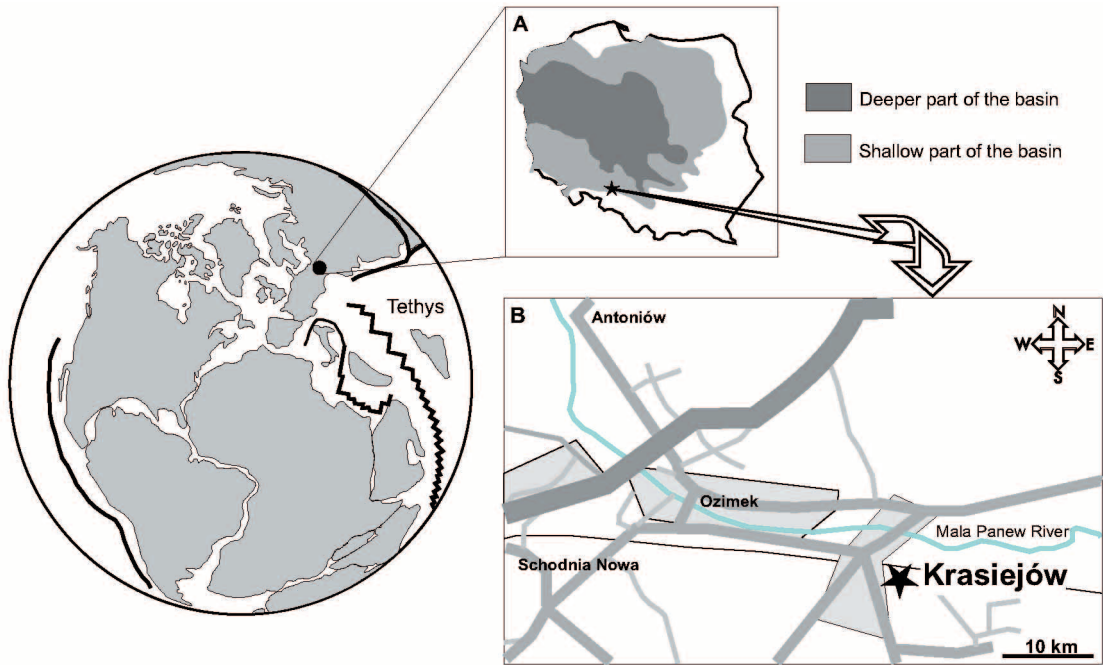 A
Deeper part of the basin
Shallow part of the basin
Tethys
B
Antoniów
N
W E
S
Ozimek
Mala Panew River
Schodnia Nowa
Krasiejów
10 km